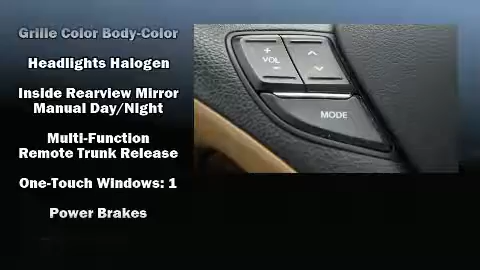 Grille Color Body-Color
Headlights Halogen
Inside Rearview Mirror
Manual Day/Night
Multi-Function
Remote Trunk Release
One-Touch Windows: 1
Power Brakes
+
VOL
-
MODE